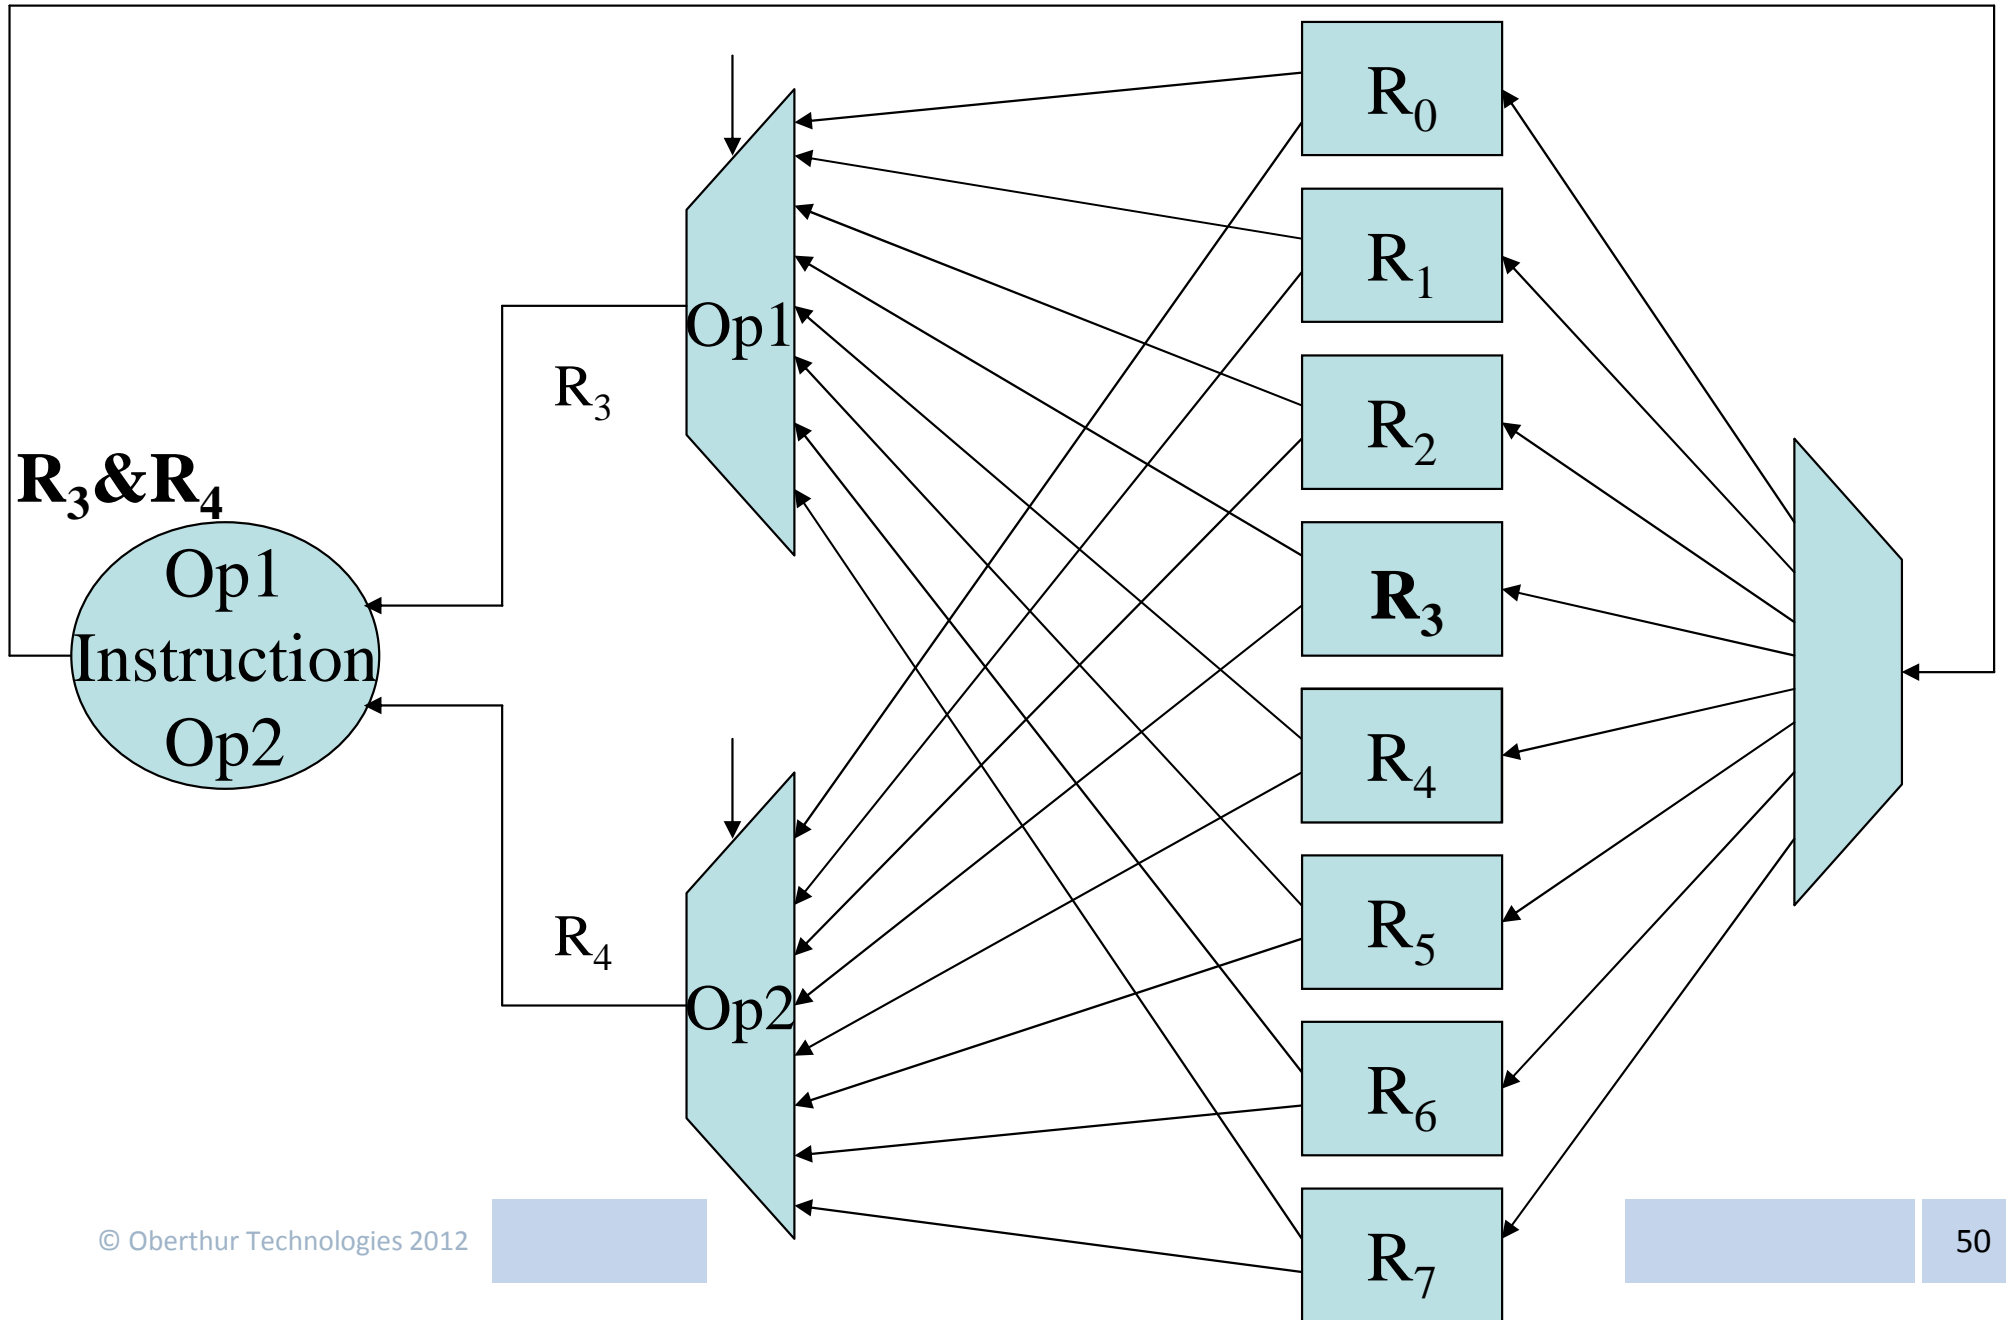 R₀
R₁
Op1
R₃
R₂
R₃&R₄
Op1
Instruction
Op2
R₃
R₄
R₄
R₅
Op2
R₆
R₇
© Oberthur Technologies 2012
50